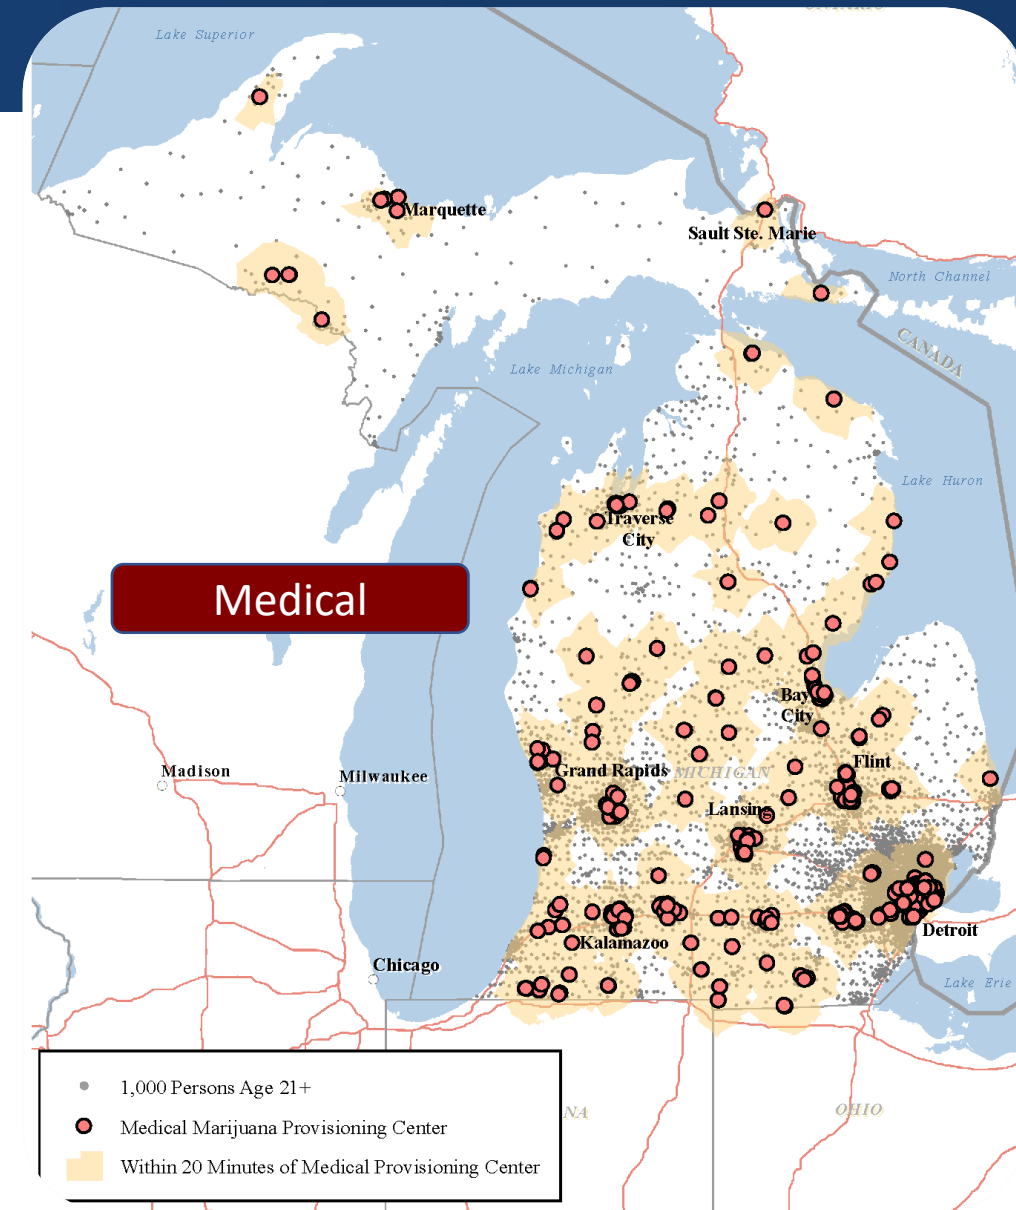 ONTARIO
Lake Superior
Marquette
Sault Ste. Marie
North Channel
CANADA
Lake Michigan
Lake Huron
Traverse
City
Medical
Bay
City
Flint
Madison
Milwaukee
Grand Rapids
MICHIGAN
Lansing
Detroit
Kalamazoo
Chicago
Lake Erie
1,000 Persons Age 21+
Medical Marijuana Provisioning Center
Within 20 Minutes of Medical Provisioning Center
NA
OHIO